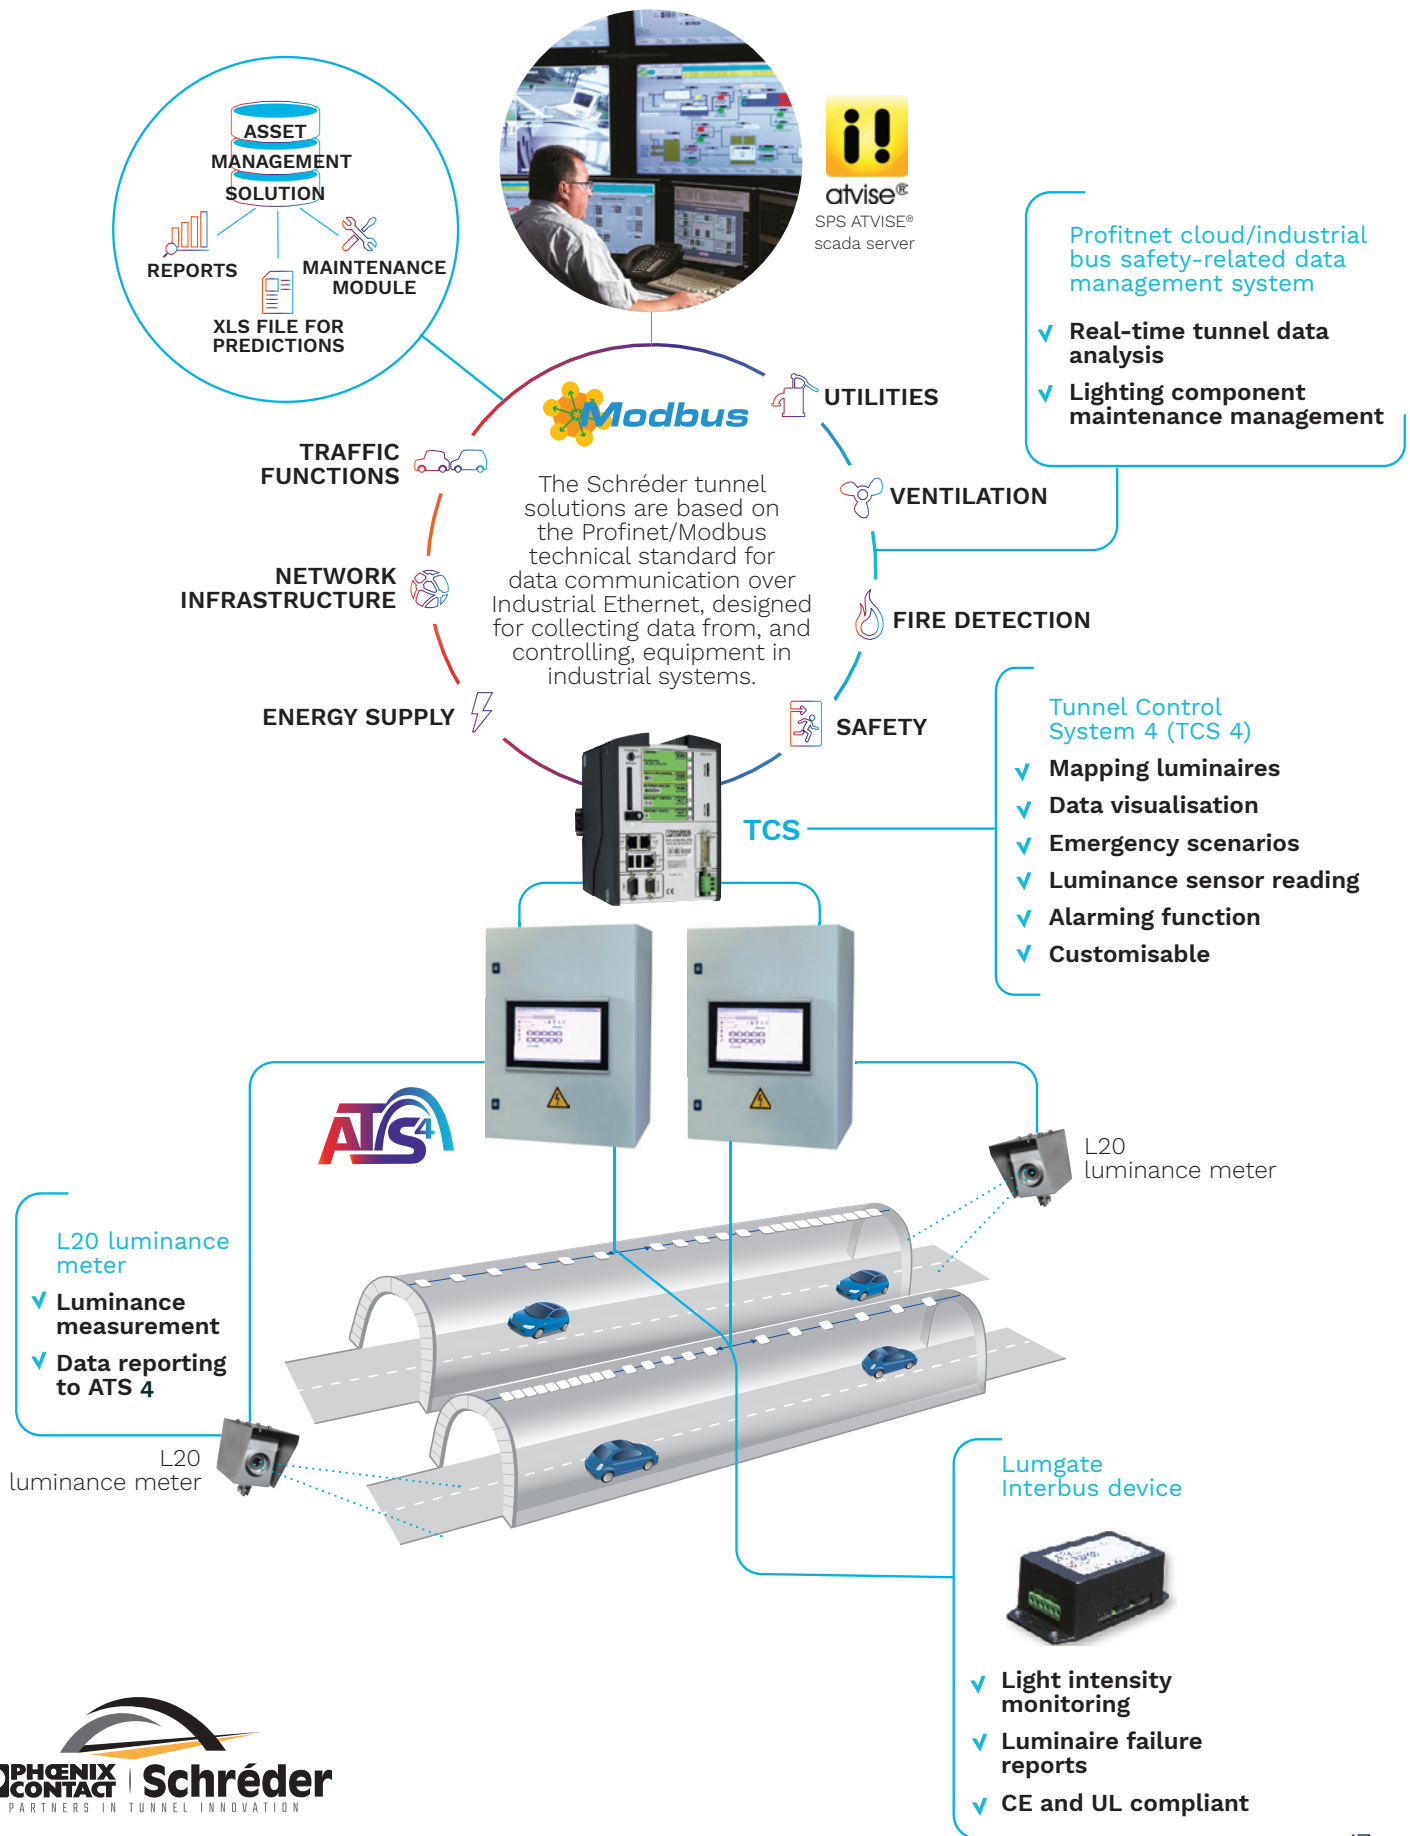 ASSET
MANAGEMENT
SOLUTION
REPORTS
MAINTENANCE
MODULE
XLS FILE FOR
PREDICTIONS
atvise®
SPS ATVISE®
scada server
Profitnet cloud/industrial
bus safety-related data
management system
Real-time tunnel data
analysis
Lighting component
maintenance management
Modbus
UTILITIES
TRAFFIC
FUNCTIONS
VENTILATION
The Schréder tunnel
solutions are based on
the Profinet/Modbus
technical standard for
data communication over
Industrial Ethernet, designed
for collecting data from, and
controlling, equipment in
industrial systems.
NETWORK
INFRASTRUCTURE
FIRE DETECTION
ENERGY SUPPLY
SAFETY
TCS
Tunnel Control
System 4 (TCS 4)
Mapping luminaires
Data visualisation
Emergency scenarios
Luminance sensor reading
Alarming function
Customisable
ATS4
L20
luminance meter
L20 luminance
meter
Luminance
measurement
Data reporting
to ATS 4
L20
luminance meter
Lumgate
Interbus device
Light intensity
monitoring
Luminaire failure
reports
CE and UL compliant
PHŒNIX
CONTACT
Schréder
PARTNERS IN TUNNEL INNOVATION